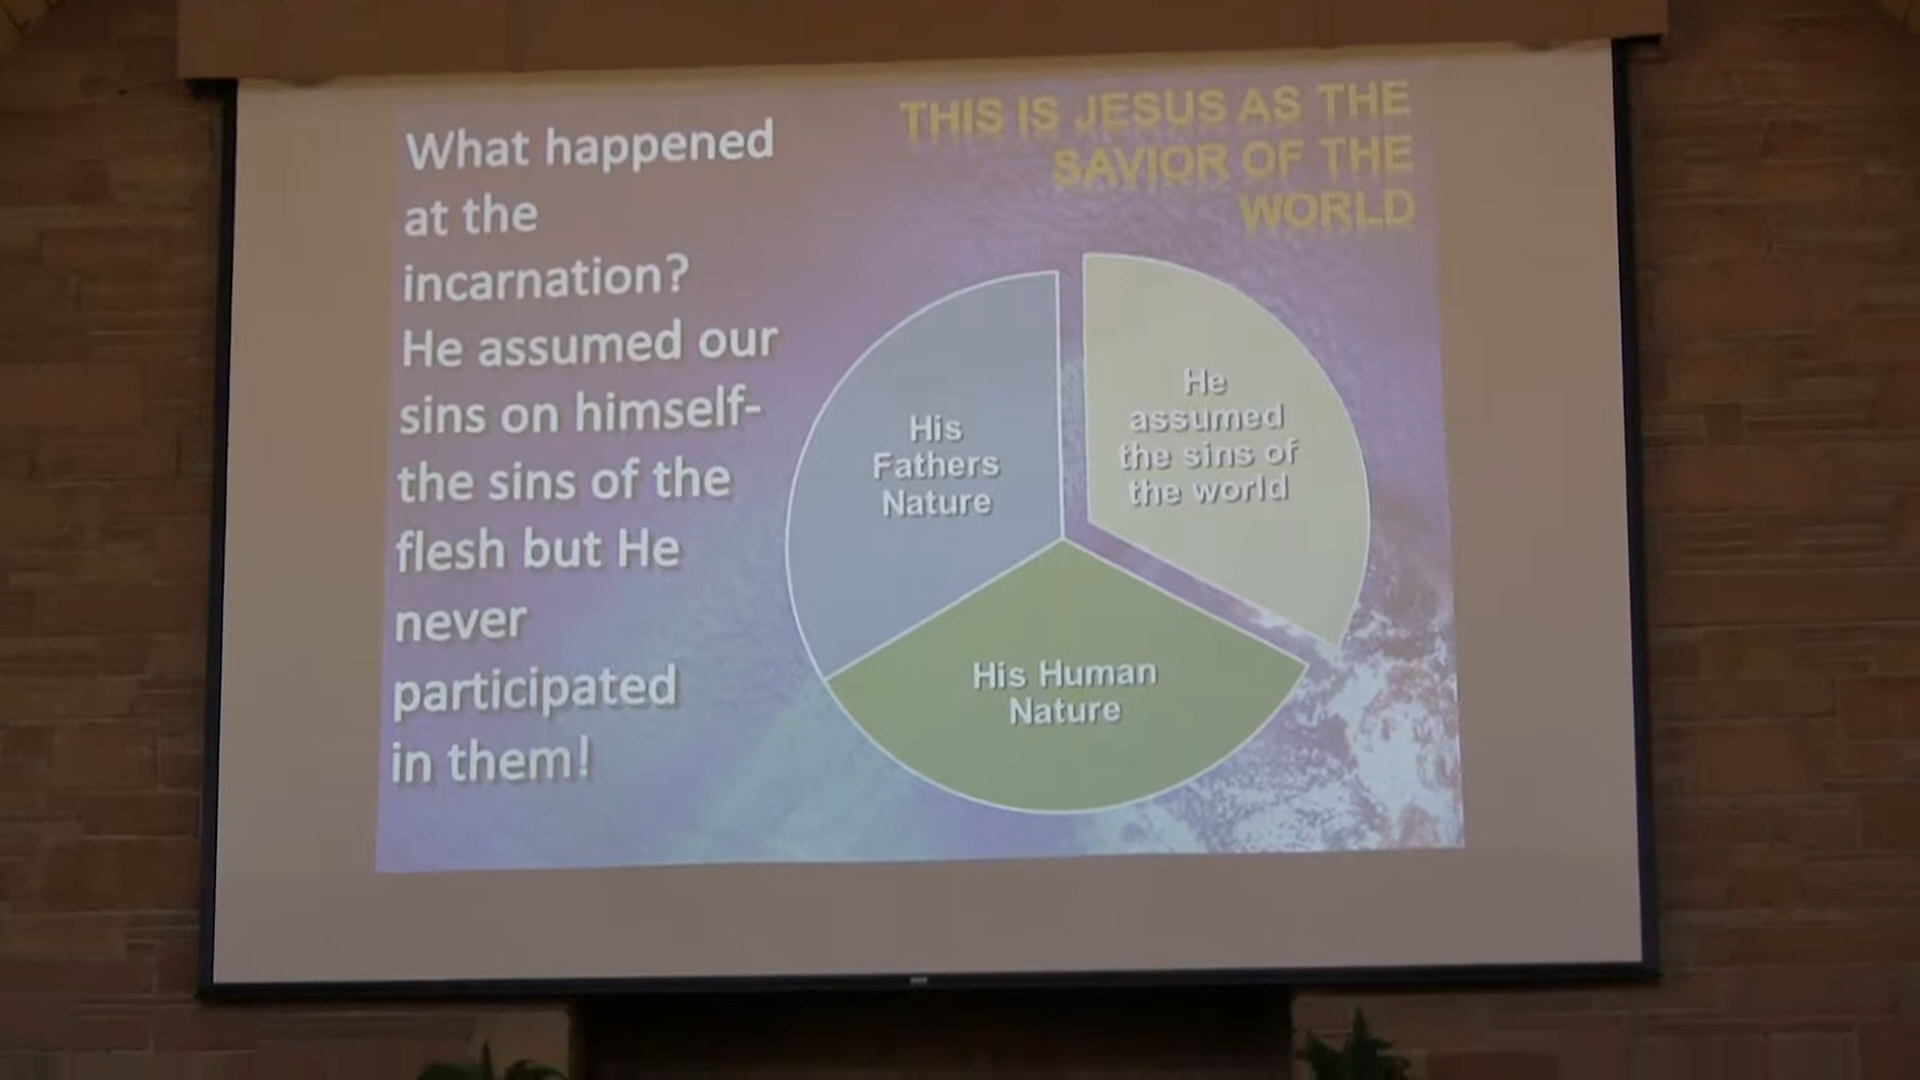 What happened
at the
incarnation?
He assumed our
sins on himself-
the sins of the
flesh but He
never
participated
in them!
THIS IS JESUS AS THE
SAVIOR OF THE
WORLD
His
Fathers
Nature
He
assumed
the sins of
the world
His Human
Nature